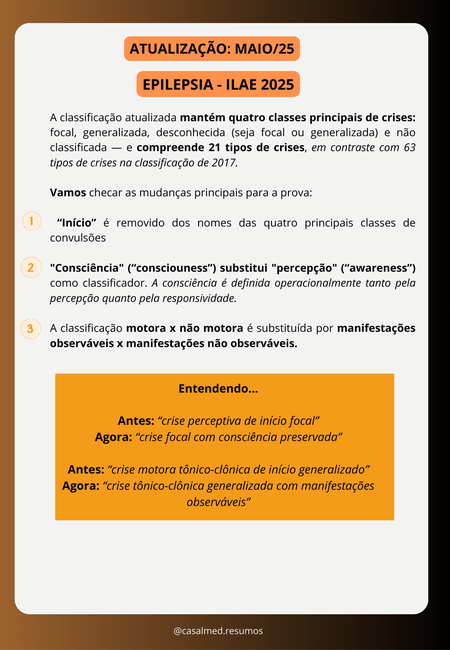 ATUALIZAÇÃO: MAIO/25
EPILEPSIA - ILAE 2025
A classificação atualizada mantém quatro classes principais de crises:
focal, generalizada, desconhecida (seja focal ou generalizada) e não
classificada — e compreende 21 tipos de crises, em contraste com 63
tipos de crises na classificação de 2017.
Vamos checar as mudanças principais para a prova:
1 “Início” é removido dos nomes das quatro principais classes de
convulsões
2 "Consciência" (“consciouness”) substitui "percepção" (“awareness”)
como classificador. A consciência é definida operacionalmente tanto pela
percepção quanto pela responsividade.
3 A classificação motora x não motora é substituída por manifestações
observáveis x manifestações não observáveis.
Entendendo...
Antes: “crise perceptiva de início focal”
Agora: “crise focal com consciência preservada”
Antes: “crise motora tônico-clônica de início generalizado”
Agora: “crise tônico-clônica generalizada com manifestações
observáveis”
@casalmed.resumos